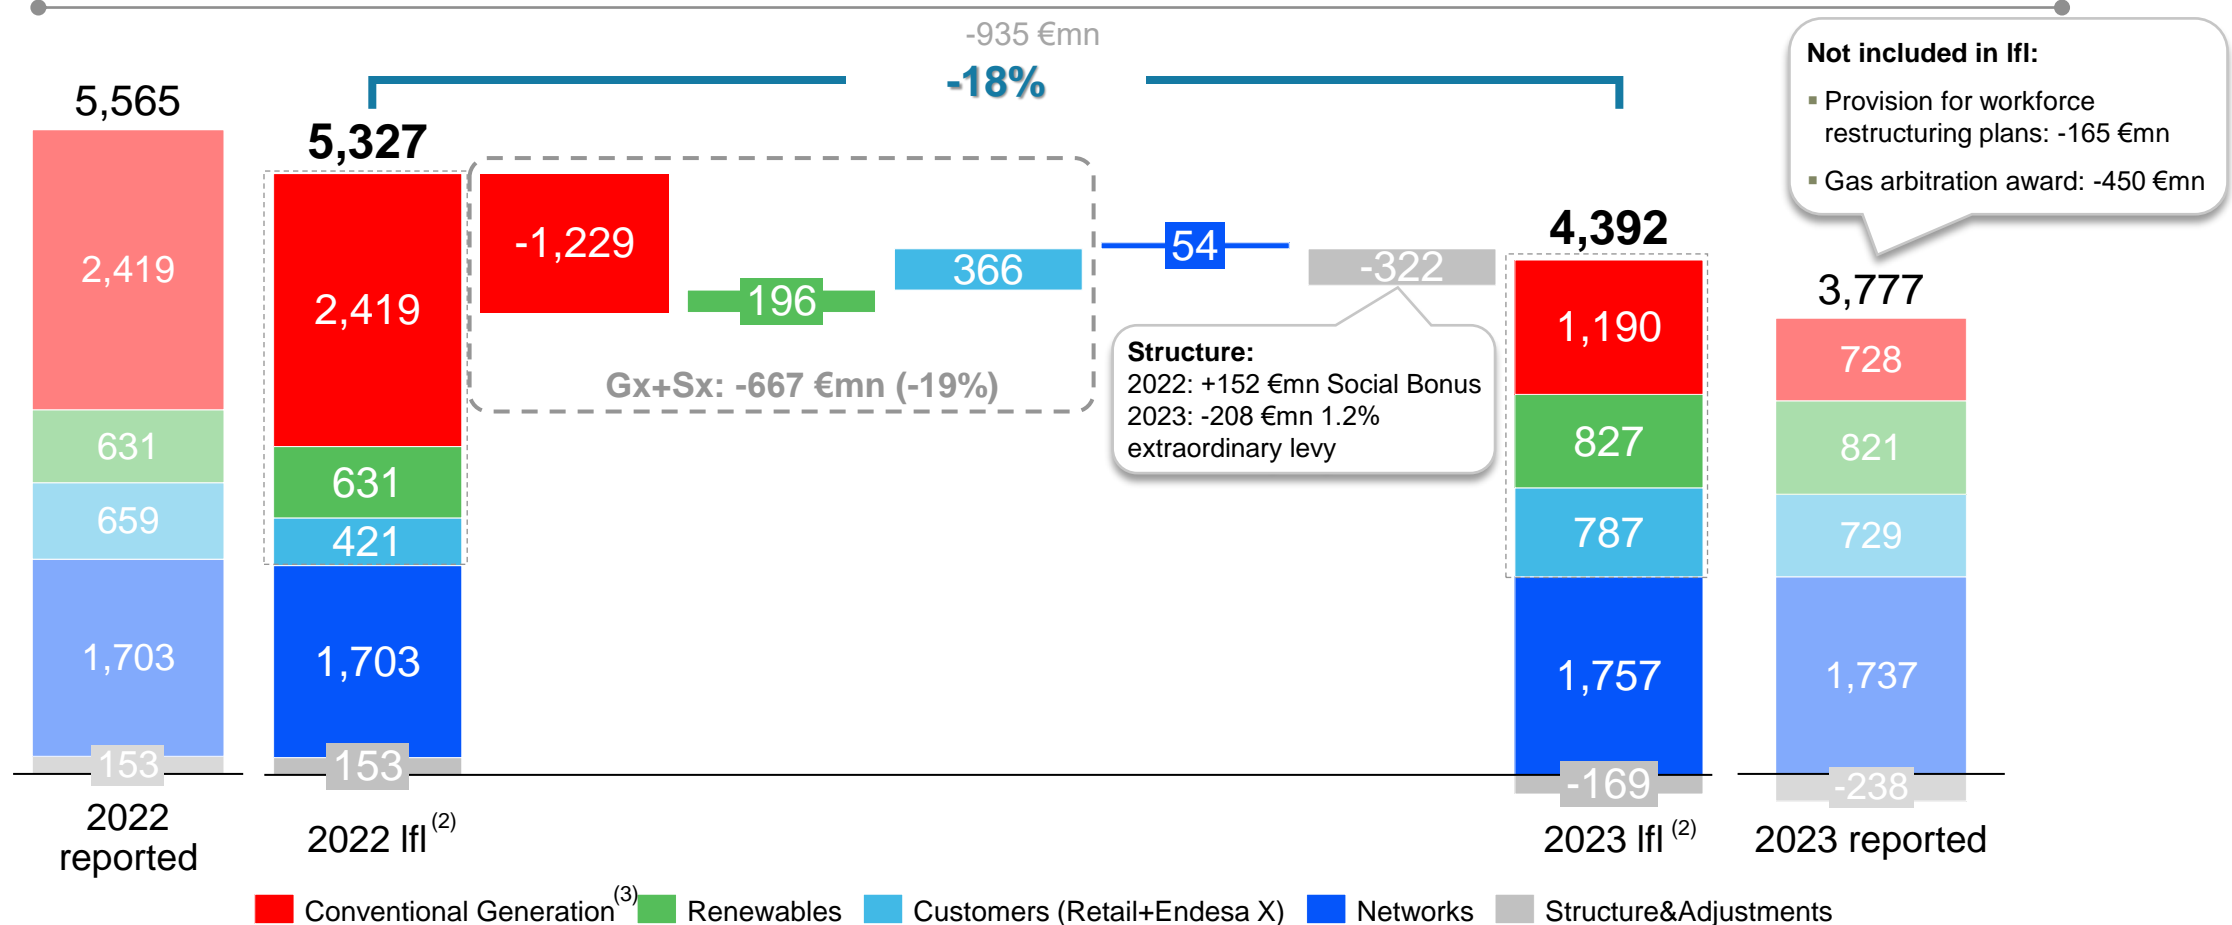 -935 €mn
-18%
5,565
2,419
631
659
1,703
153
2022
reported
5,327
2,419
631
421
1,703
153
2022 lfl (2)
-1,229
196
366
Gx+Sx: -667 €mn (-19%)
54
-322
Structure:
2022: +152 €mn Social Bonus
2023: -208 €mn 1.2%
extraordinary levy
4,392
1,190
827
787
1,757
-169
2023 lfl (2)
Not included in lfl:
▪ Provision for workforce
restructuring plans: -165 €mn
▪ Gas arbitration award: -450 €mn
3,777
728
821
729
1,737
-238
2023 reported
Conventional Generation (3)
Renewables
Customers (Retail+Endesa X)
Networks
Structure&Adjustments